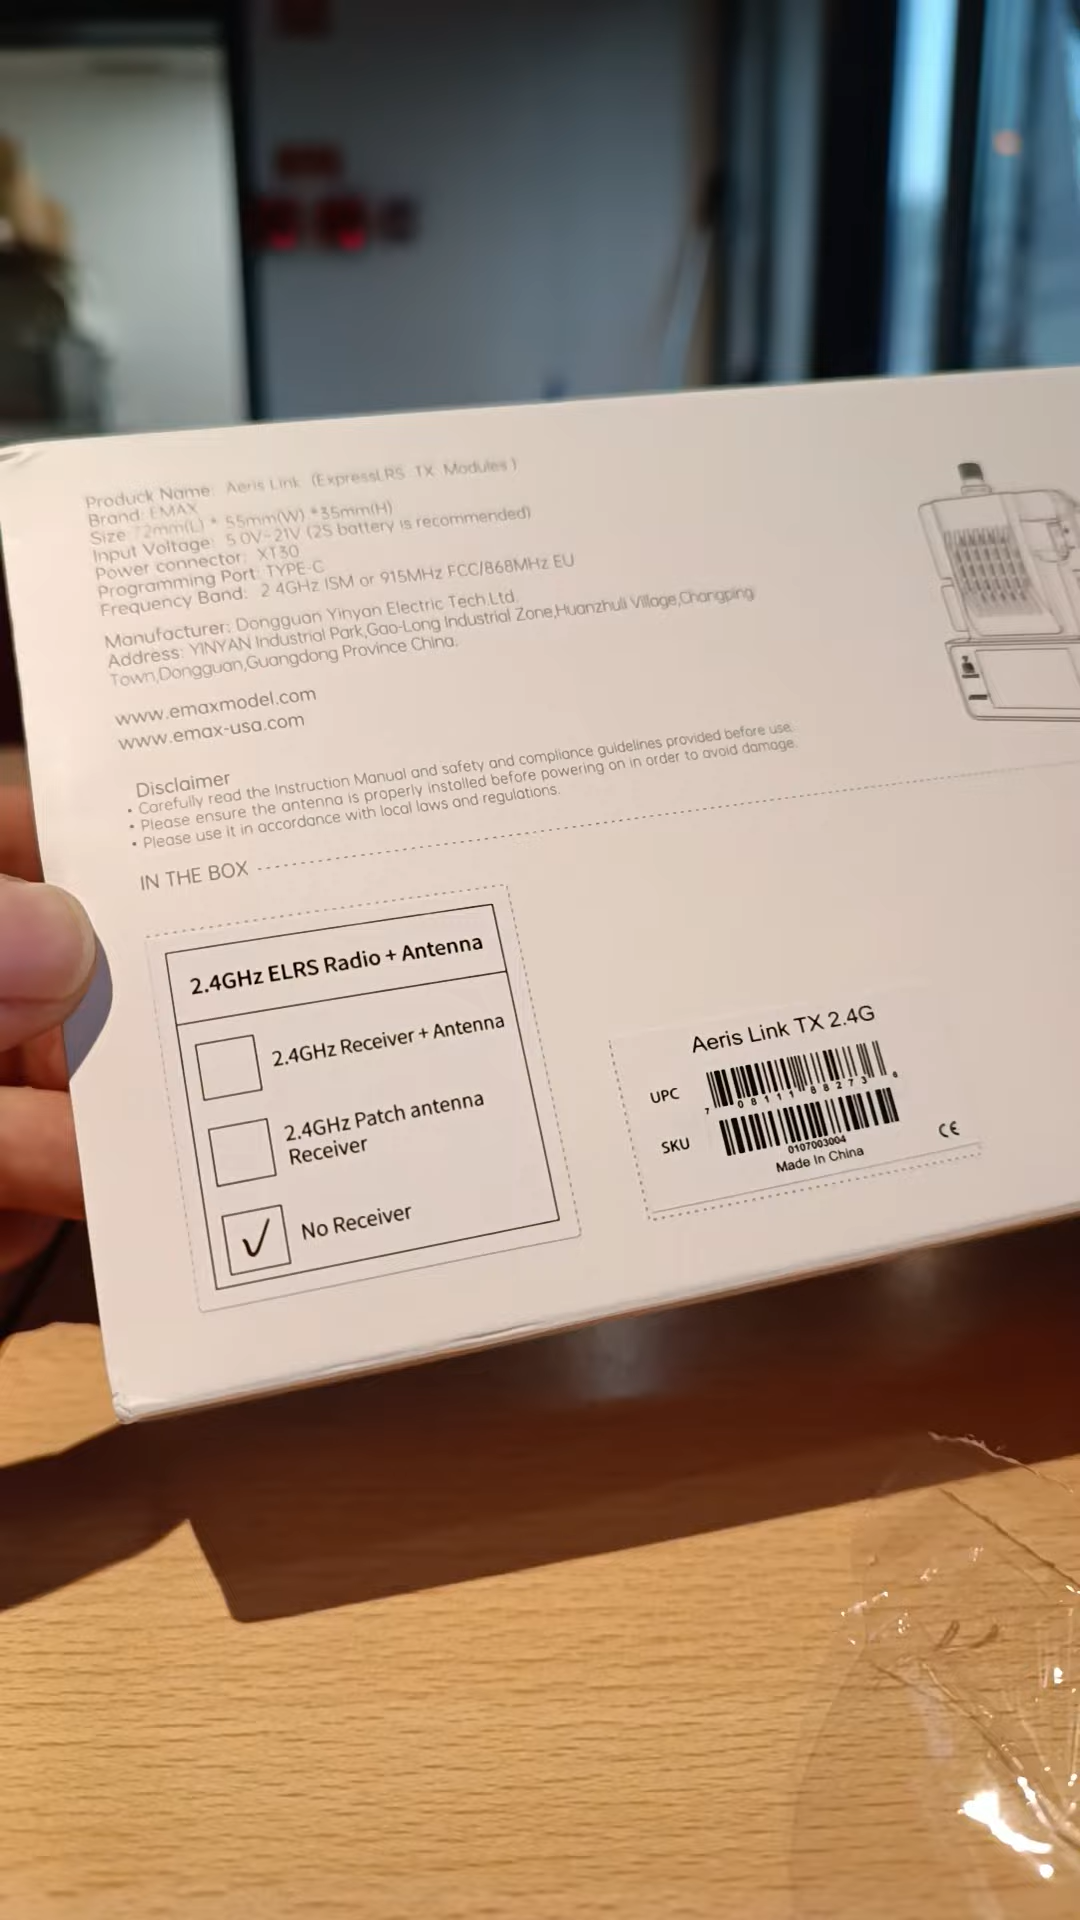 Produck Name: Aeris Link (ExpressLRS TX Modules)
Brand: EMAX
Size: 72mm(L) * 55mm(W) *35mm(H)
Input Voltage: 5.0V-21V (2S battery is recommended)
Power connector: XT30
Programming Port: TYPE-C
Frequency Band: 2.4GHz ISM or 915MHz FCC/868MHz EU
Manufacturer: Dongguan Yinyan Electric Tech.Ltd.
Address: YINYAN Industrial Park,Gao-Long Industrial Zone,Huanzhuli Village,Changping
Town,Dongguan,Guangdong Province China.
www.emaxmodel.com
www.emax-usa.com
Disclaimer
• Carefully read the Instruction Manual and safety and compliance guidelines provided before use.
• Please ensure the antenna is properly installed before powering on in order to avoid damage.
• Please use it in accordance with local laws and regulations.
IN THE BOX
2.4GHz ELRS Radio + Antenna
2.4GHz Receiver + Antenna
2.4GHz Patch antenna
Receiver
✓ No Receiver
Aeris Link TX 2.4G
UPC
7 08111 88273 6
SKU
0107003004
Made In China
CE